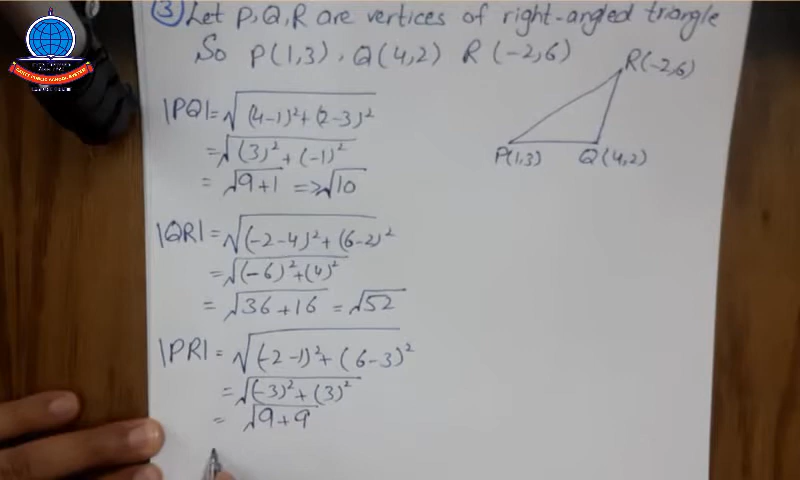 ③ Let P,Q,R are vertices of right-angled triangle
So P(1,3), Q(4,2) R (-2,6)
R(-2,6)
P(1,3) Q(4,2)
|PQ| = √(4-1)²+(2-3)²
= √(3)²+(-1)²
= √9+1 => √10
|QR| = √(-2-4)²+(6-2)²
= √(-6)²+(4)²
= √36+16 = √52
|PR| = √(-2-1)²+(6-3)²
= √(-3)²+(3)²
= √9+9